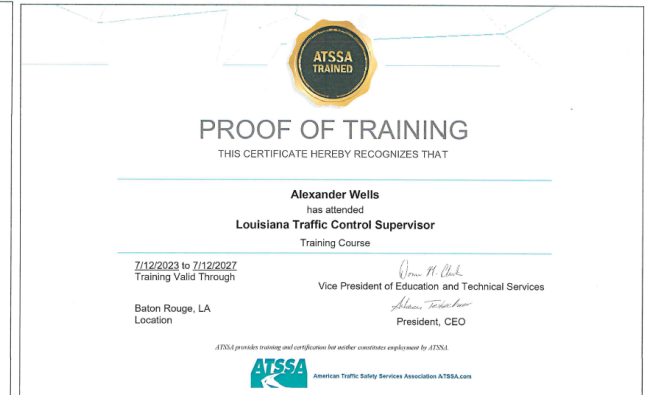 ATSSA
TRAINED
PROOF OF TRAINING
THIS CERTIFICATE HEREBY RECOGNIZES THAT
Alexander Wells
has attended
Louisiana Traffic Control Supervisor
Training Course
7/12/2023 to 7/12/2027
Training Valid Through
Vice President of Education and Technical Services
Baton Rouge, LA
Location
President, CEO
ATSSA provides training and certification but neither constitutes employment by ATSSA.
ATSSA
American Traffic Safety Services Association ATSSA.com